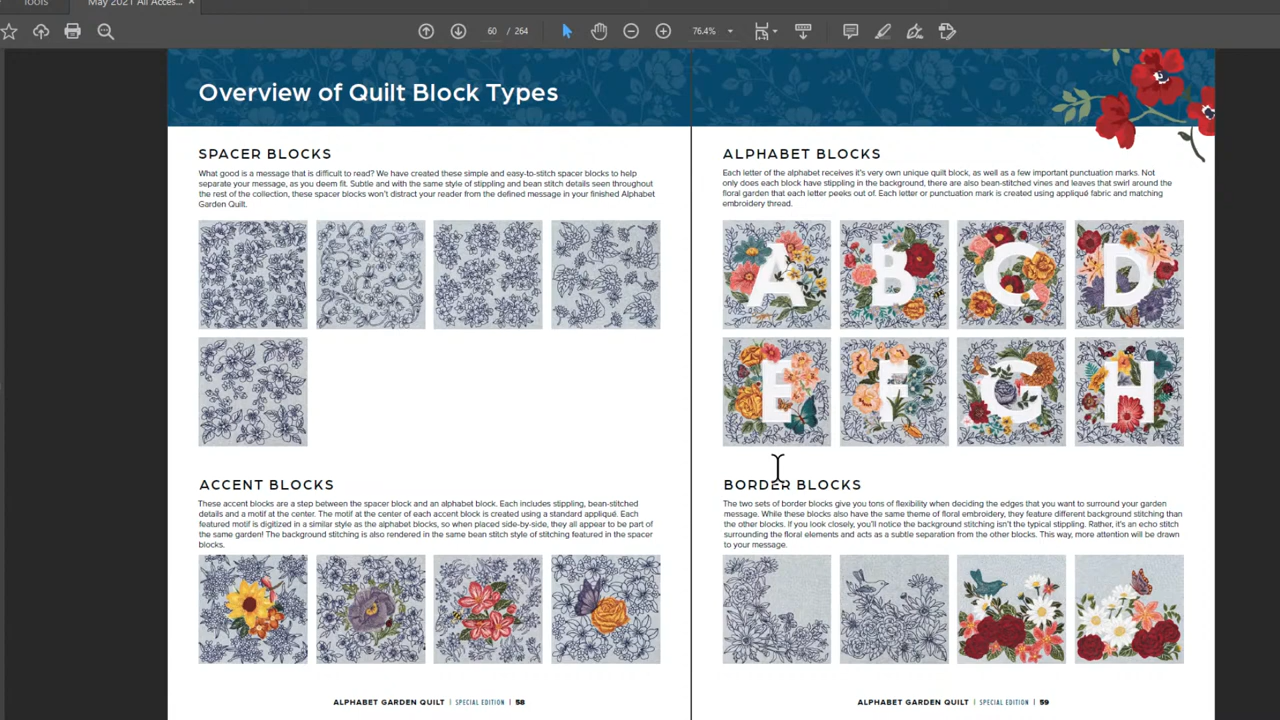 Tools
May 2021 All Acces...
×
60 / 264
76.4%
Overview of Quilt Block Types
SPACER BLOCKS
What good is a message that is difficult to read? We have created these simple and easy-to-stitch spacer blocks to help
separate your message, as you deem fit. Subtle and with the same style of stippling and bean stitch details seen throughout
the rest of the collection, these spacer blocks won't distract your reader from the defined message in your finished Alphabet
Garden Quilt.
ACCENT BLOCKS
These accent blocks are a step between the spacer block and an alphabet block. Each includes stippling, bean-stitched
details and a motif at the center. The motif at the center of each accent block is created using a standard appliqué. Each
featured motif is digitized in a similar style as the alphabet blocks, so when placed side-by-side, they all appear to be part of
the same garden! The background stitching is also rendered in the same bean stitch style of stitching featured in the spacer
blocks.
ALPHABET GARDEN QUILT | SPECIAL EDITION | 58
ALPHABET BLOCKS
Each letter of the alphabet receives it's very own unique quilt block, as well as a few important punctuation marks. Not
only does each block have stippling in the background, there are also bean-stitched vines and leaves that swirl around the
floral garden that each letter peeks out of. Each letter or punctuation mark is created using appliqué fabric and matching
embroidery thread.
A B C D
E F G H
BORDER BLOCKS
The two sets of border blocks give you tons of flexibility when deciding the edges that you want to surround your garden
message. While these blocks also have the same theme of floral embroidery, they feature different background stitching than
the other blocks. If you look closely, you'll notice the background stitching isn't the typical stippling. Rather, it's an echo stitch
surrounding the floral elements and acts as a subtle separation from the other blocks. This way, more attention will be drawn
to your message.
ALPHABET GARDEN QUILT | SPECIAL EDITION | 59